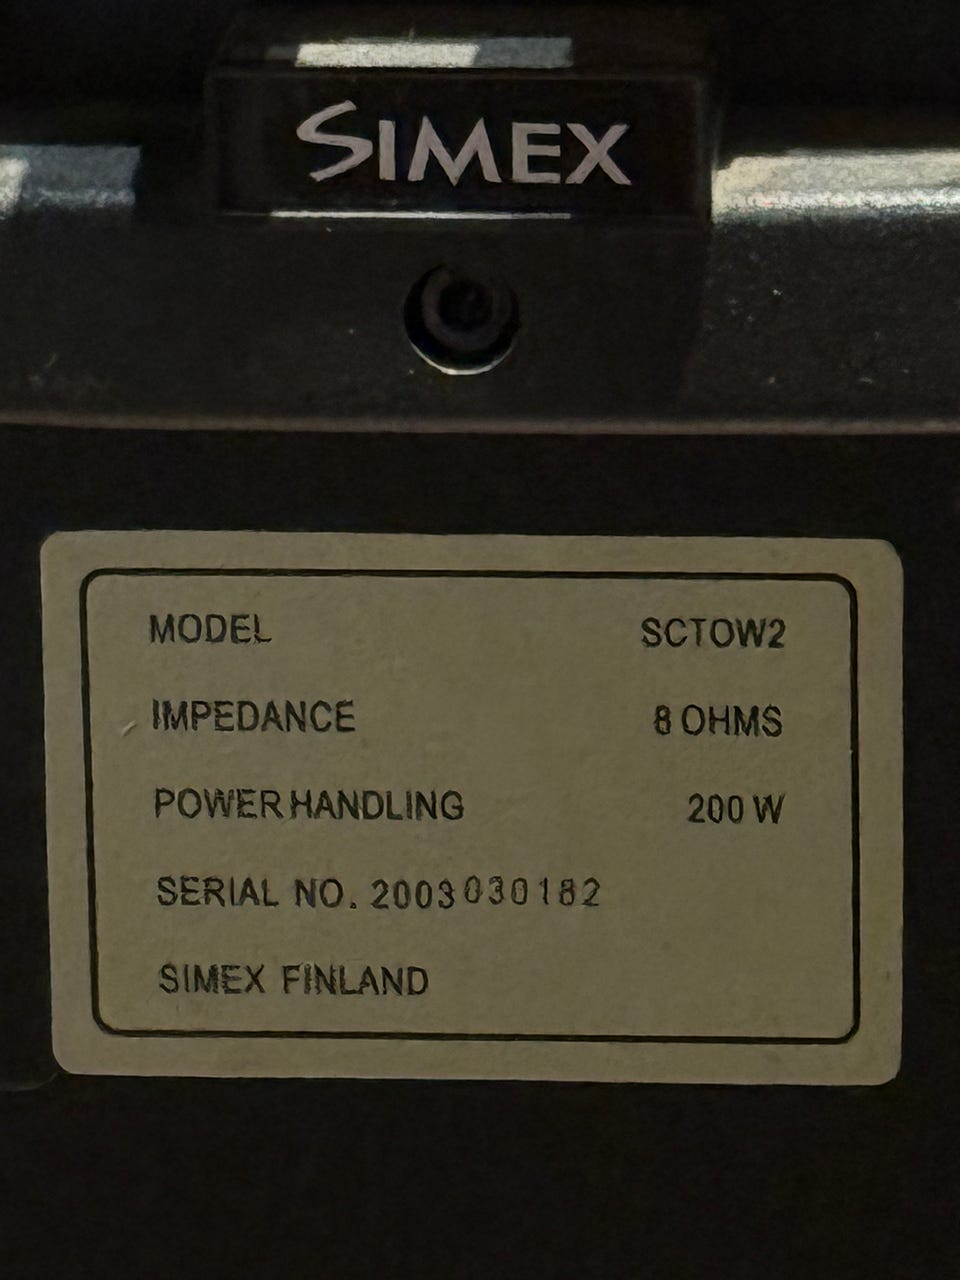 SIMEX
MODEL SCTOW2
IMPEDANCE 8 OHMS
POWER HANDLING 200 W
SERIAL NO. 2003030182
SIMEX FINLAND